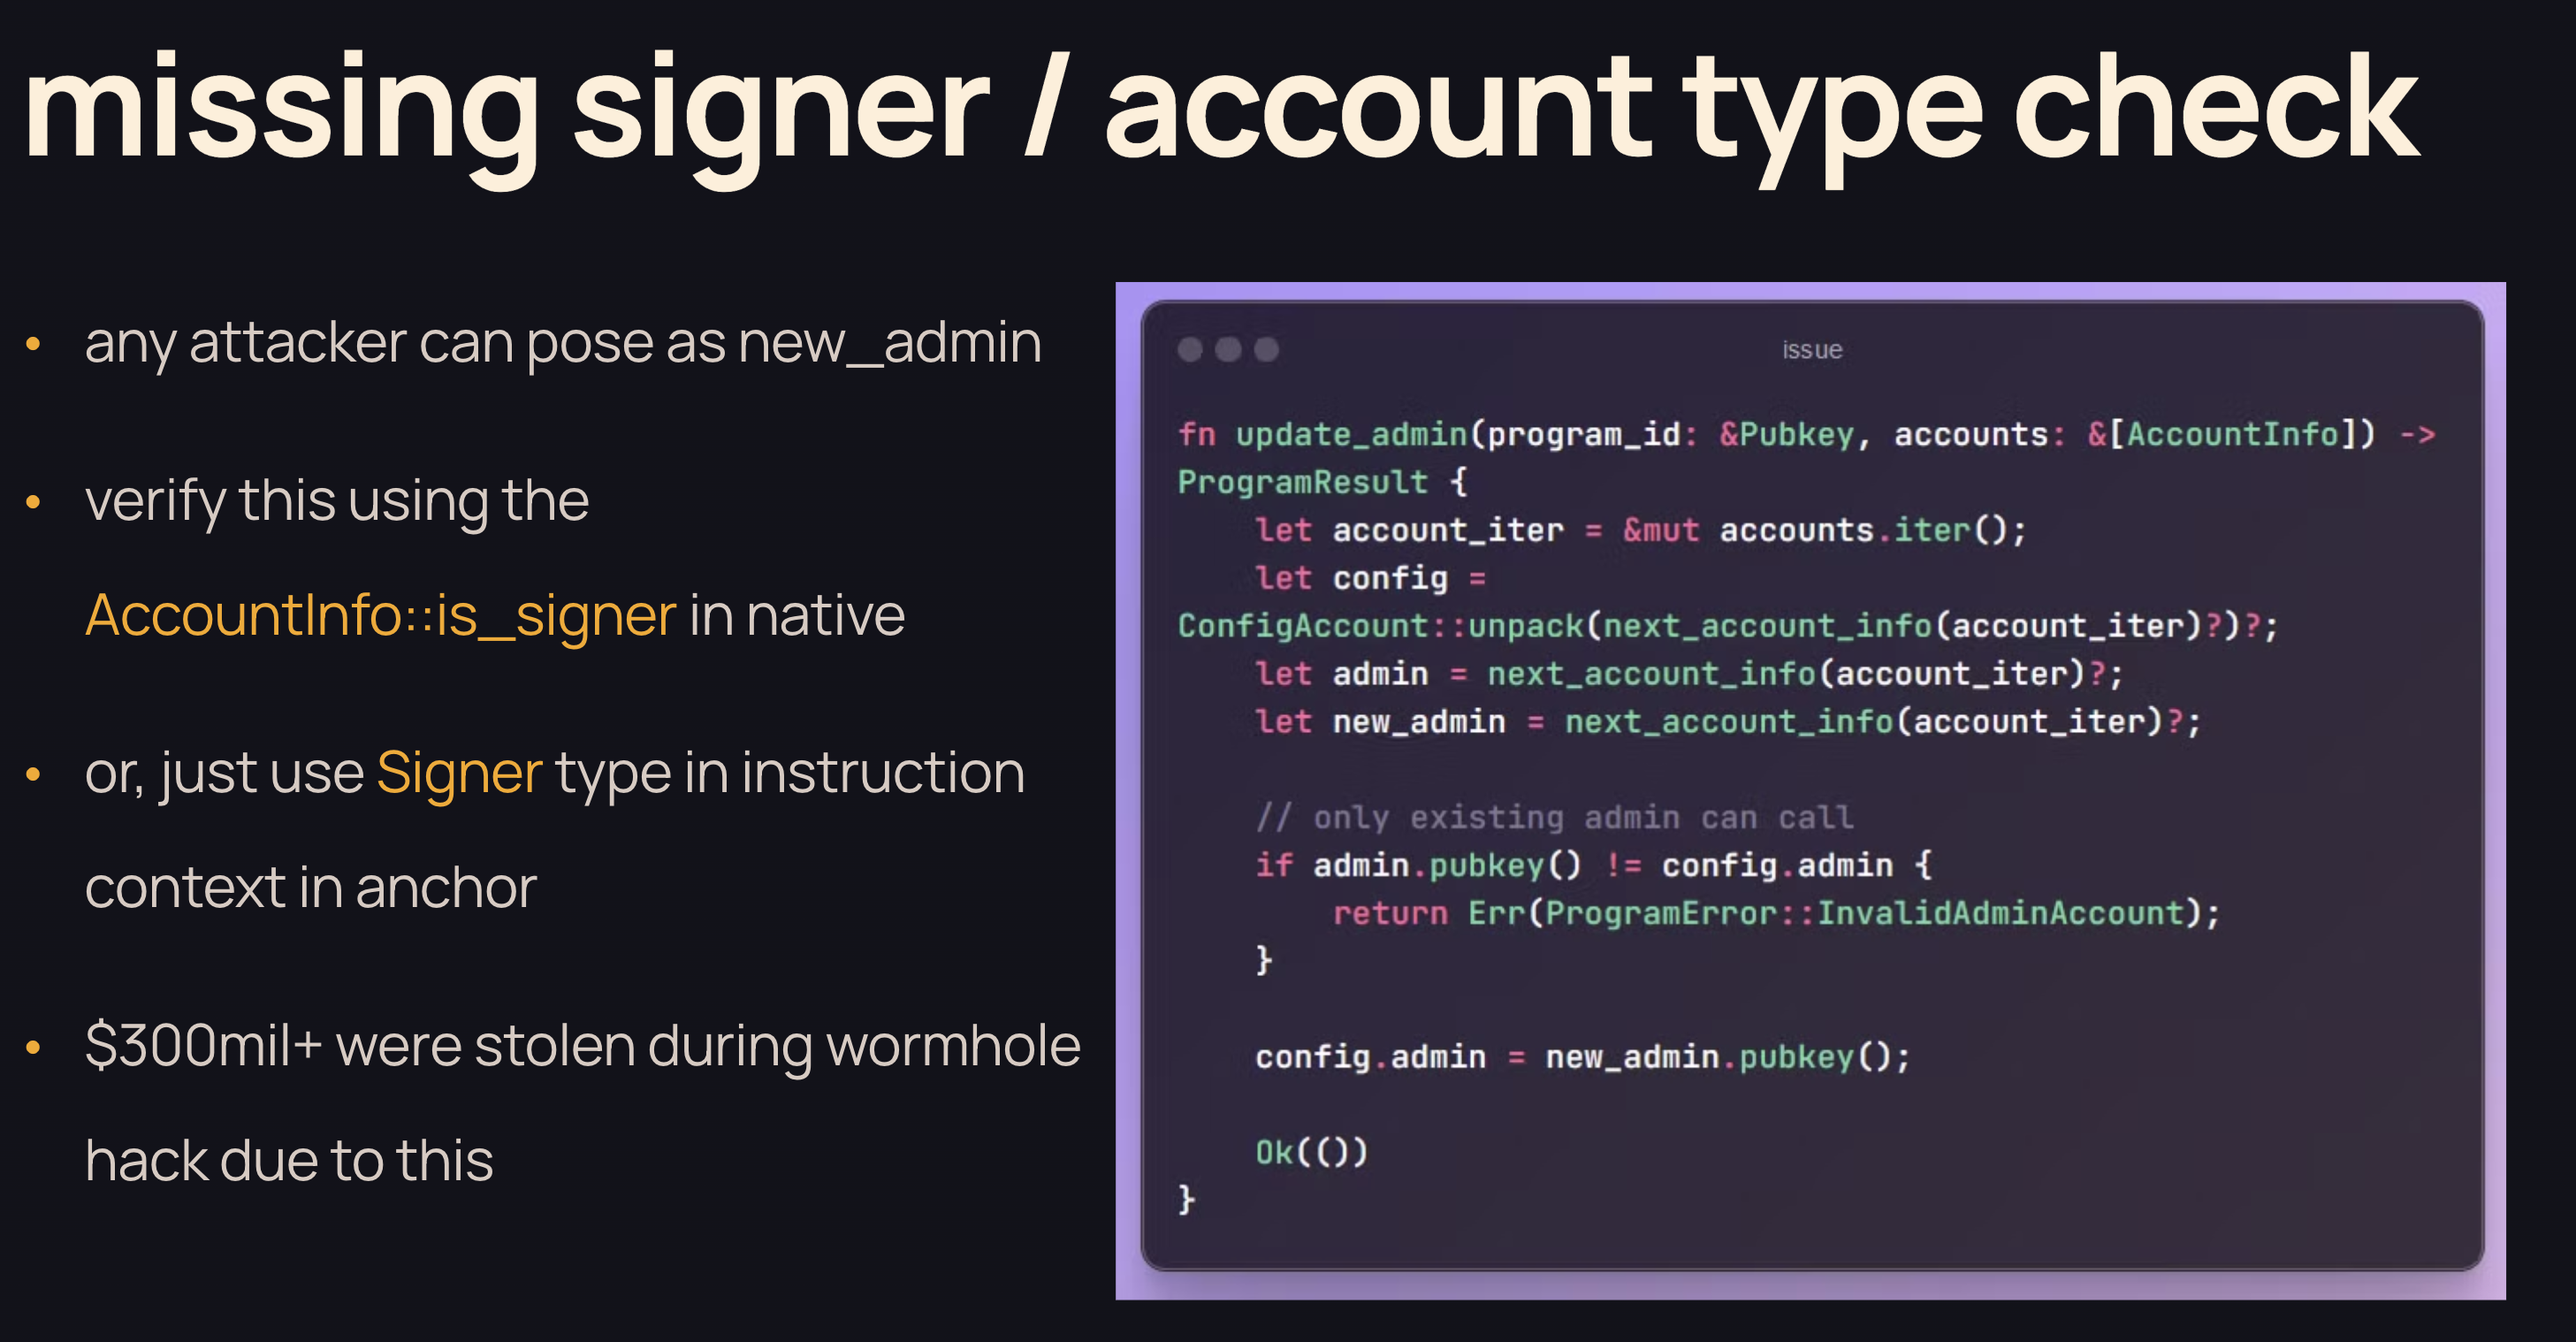 missing signer / account type check
• any attacker can pose as new_admin
• verify this using the
AccountInfo::is_signer in native
• or, just use Signer type in instruction
context in anchor
• $300mil+ were stolen during wormhole
hack due to this
issue
fn update_admin(program_id: &Pubkey, accounts: &[AccountInfo]) ->
ProgramResult {
    let account_iter = &mut accounts.iter();
    let config =
ConfigAccount::unpack(next_account_info(account_iter)?)?;
    let admin = next_account_info(account_iter)?;
    let new_admin = next_account_info(account_iter)?;
    // only existing admin can call
    if admin.pubkey() != config.admin {
        return Err(ProgramError::InvalidAdminAccount);
    }
    config.admin = new_admin.pubkey();
    Ok(())
}